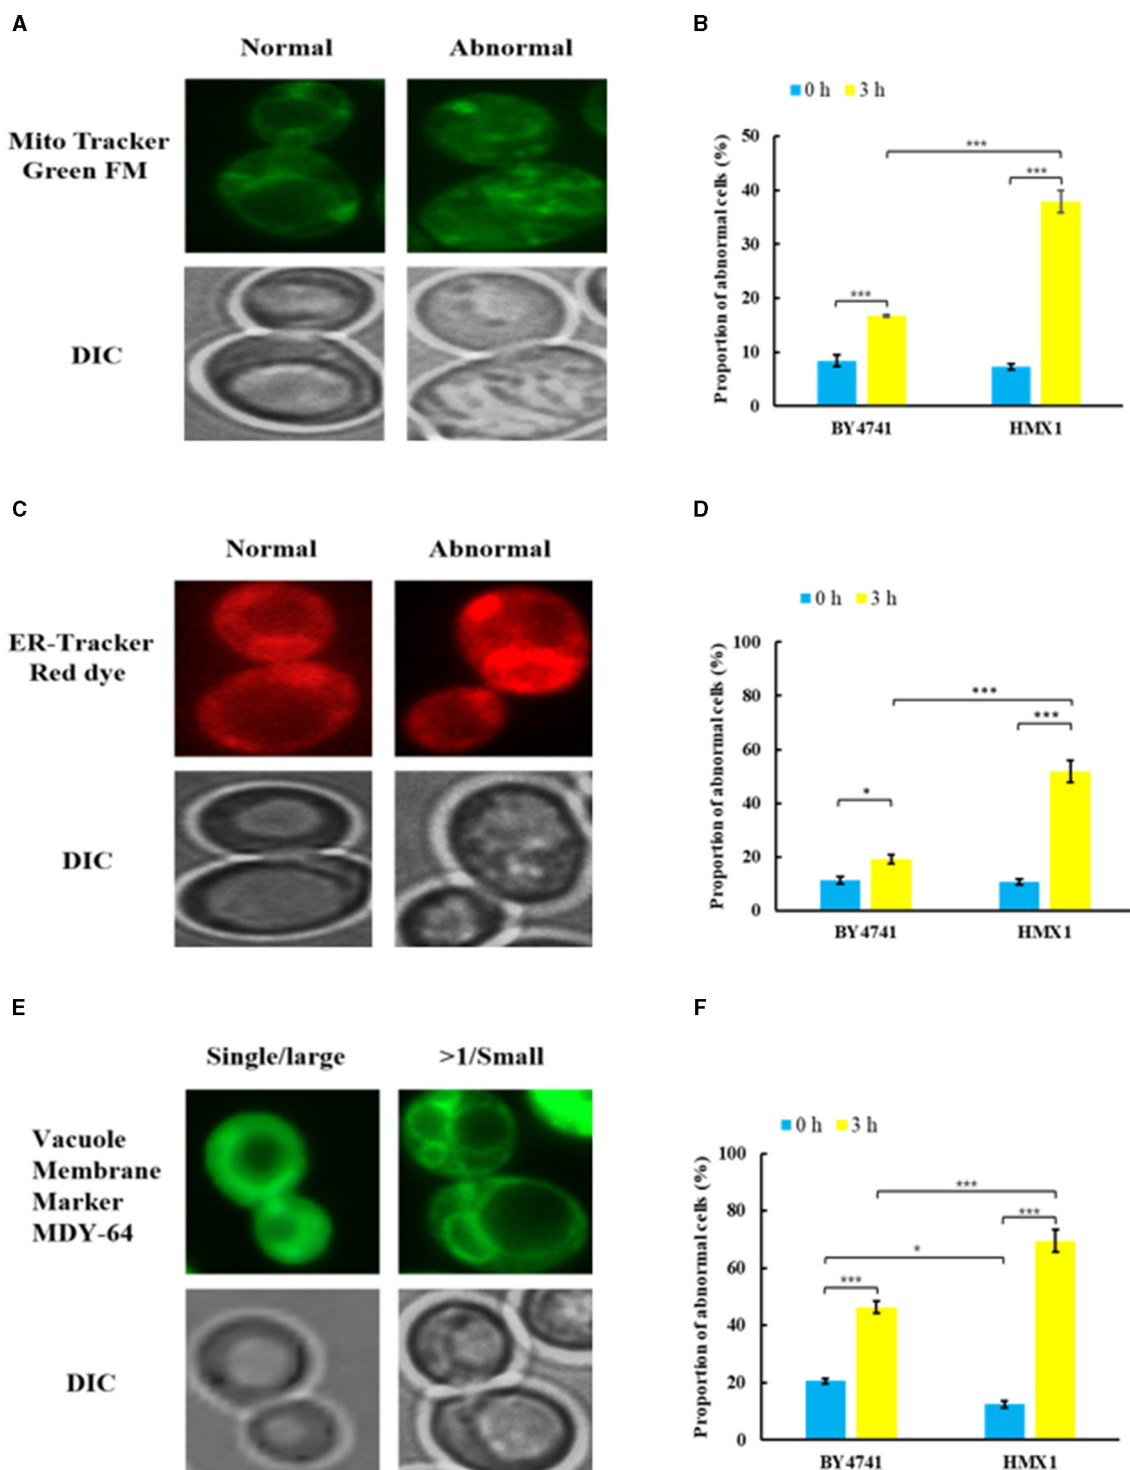 A
Normal
Abnormal
Mito Tracker
Green FM
DIC
B
0 h
3 h
Proportion of abnormal cells (%)
50
40
30
20
10
0
***
***
***
BY4741
HMX1
C
Normal
Abnormal
ER-Tracker
Red dye
DIC
D
0 h
3 h
Proportion of abnormal cells (%)
100
80
60
40
20
0
***
***
*
BY4741
HMX1
E
Single/large
>1/Small
Vacuole
Membrane
Marker
MDY-64
DIC
F
0 h
3 h
Proportion of abnormal cells (%)
100
80
60
40
20
0
***
***
*
***
BY4741
HMX1